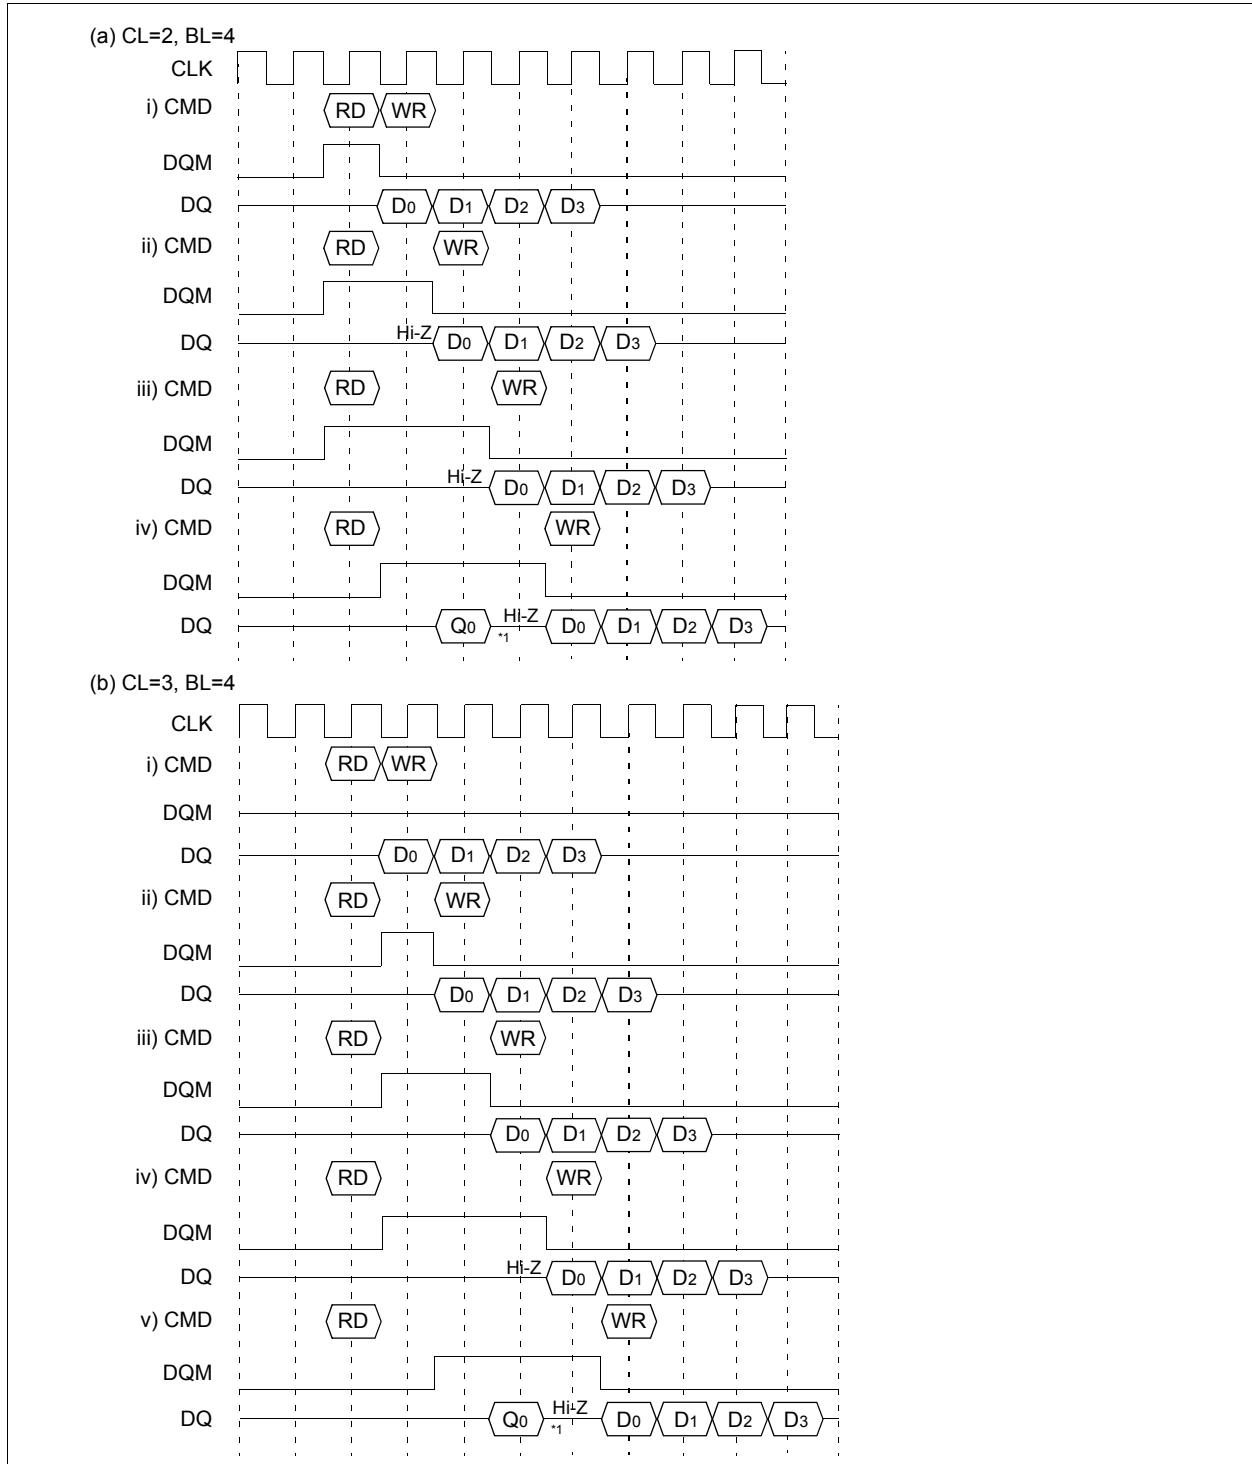 (a) CL=2, BL=4
CLK
i) CMD RD WR
DQM
DQ D0 D1 D2 D3
ii) CMD RD WR
DQM
DQ Hi-Z D0 D1 D2 D3
iii) CMD RD WR
DQM
DQ Hi-Z D0 D1 D2 D3
iv) CMD RD WR
DQM
DQ Q0 Hi-Z *1 D0 D1 D2 D3
(b) CL=3, BL=4
CLK
i) CMD RD WR
DQM
DQ D0 D1 D2 D3
ii) CMD RD WR
DQM
DQ D0 D1 D2 D3
iii) CMD RD WR
DQM
DQ D0 D1 D2 D3
iv) CMD RD WR
DQM
DQ Hi-Z D0 D1 D2 D3
v) CMD RD WR
DQM
DQ Q0 Hi-Z *1 D0 D1 D2 D3